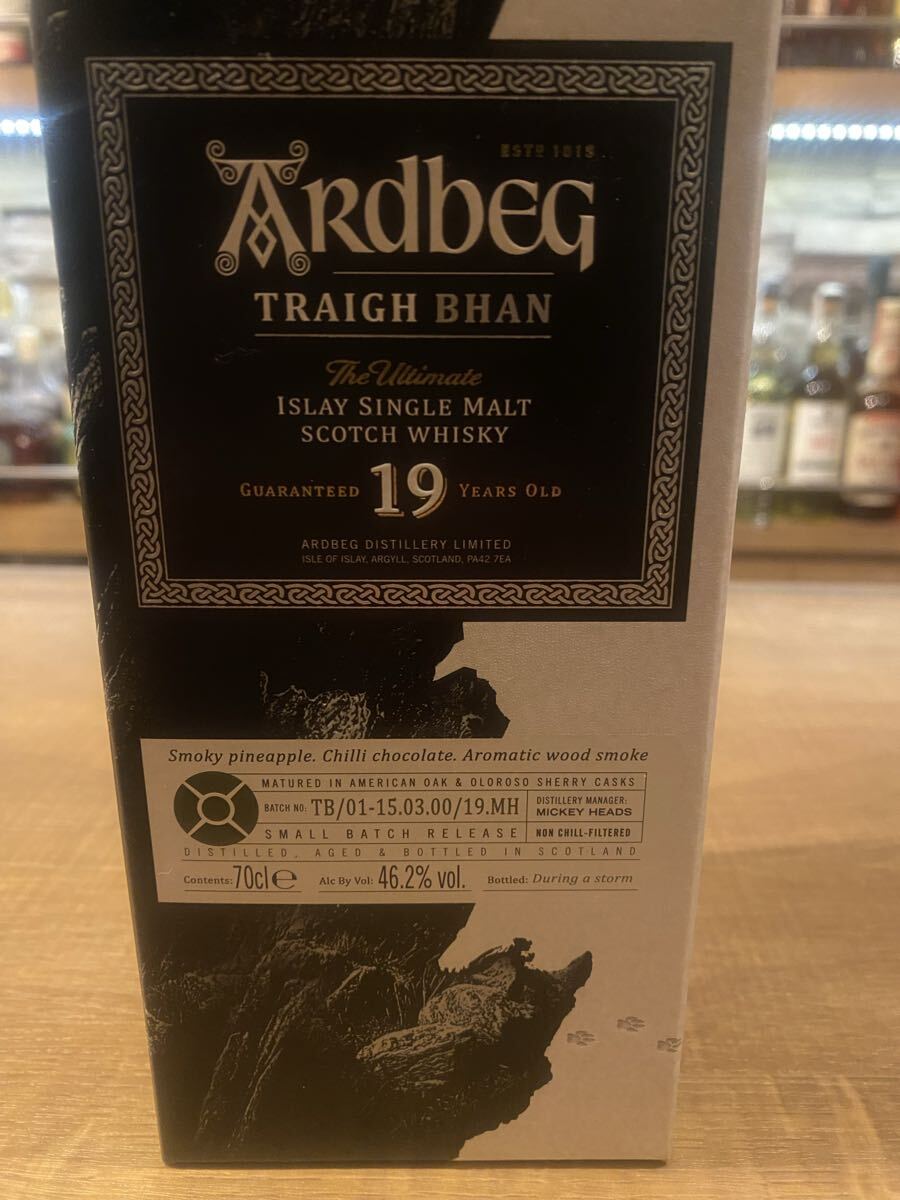 ESTD 1815
ARDBEG
TRAIGH BHAN
The Ultimate
ISLAY SINGLE MALT
SCOTCH WHISKY
GUARANTEED 19 YEARS OLD
ARDBEG DISTILLERY LIMITED
ISLE OF ISLAY, ARGYLL, SCOTLAND, PA42 7EA
Smoky pineapple. Chilli chocolate. Aromatic wood smoke
MATURED IN AMERICAN OAK & OLOROSO SHERRY CASKS
BATCH NO: TB/01-15.03.00/19.MH
DISTILLERY MANAGER:
MICKEY HEADS
SMALL BATCH RELEASE NON CHILL-FILTERED
DISTILLED, AGED & BOTTLED IN SCOTLAND
Contents: 70cl e Alc By Vol: 46.2% vol. Bottled: During a storm